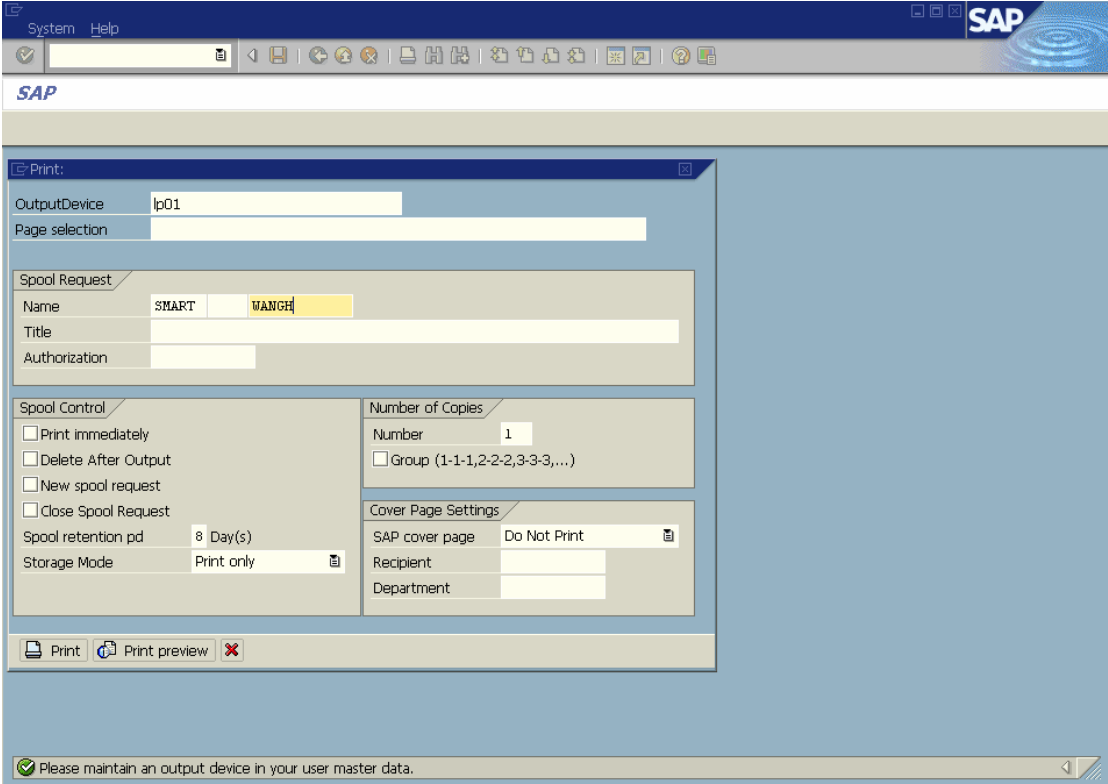 System Help
SAP
SAP
Print:
OutputDevice lp01
Page selection
Spool Request
Name SMART WANGH
Title
Authorization
Spool Control
Print immediately
Delete After Output
New spool request
Close Spool Request
Spool retention pd 8 Day(s)
Storage Mode Print only
Number of Copies
Number 1
Group (1-1-1,2-2-2,3-3-3,...)
Cover Page Settings
SAP cover page Do Not Print
Recipient
Department
Print Print preview
Please maintain an output device in your user master data.